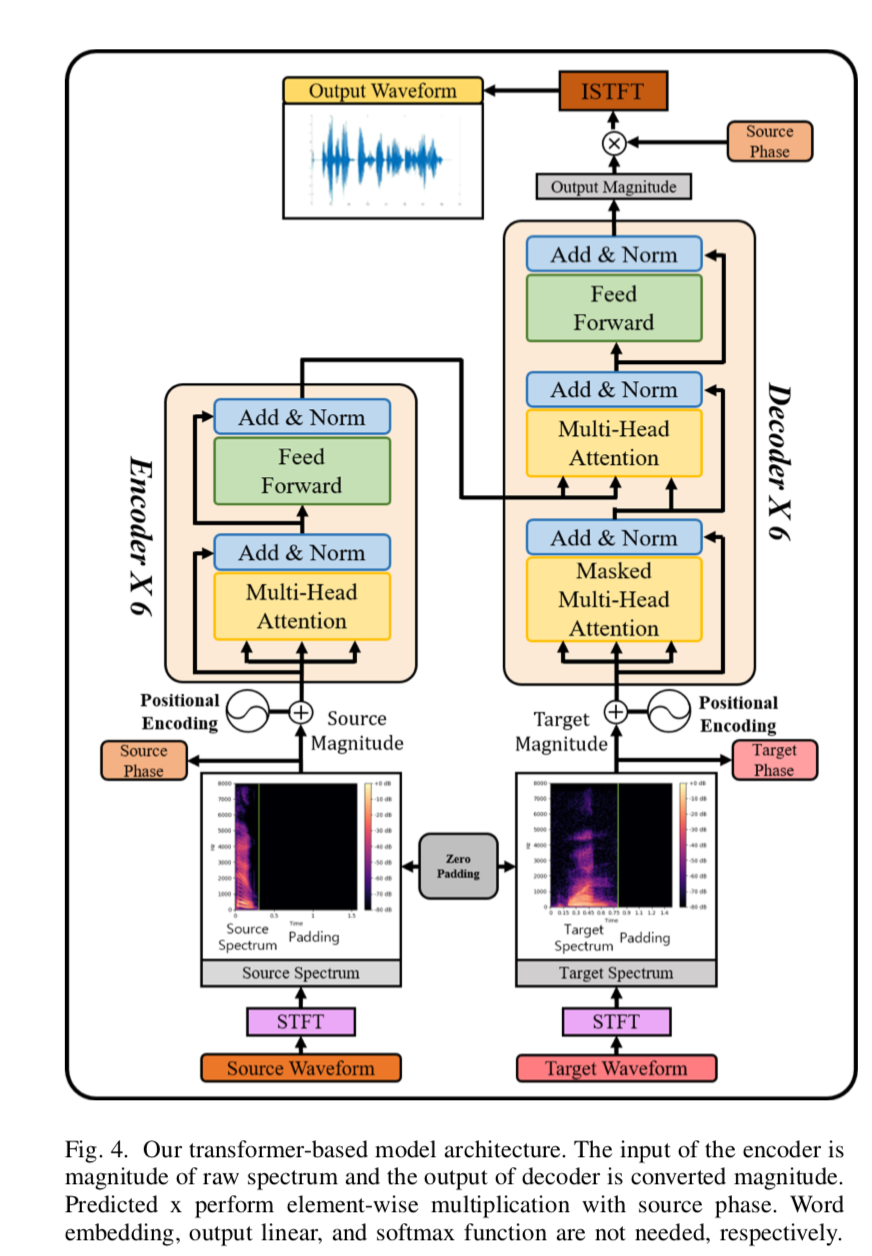 Output Waveform
ISTFT
Source
Phase
Output Magnitude
Add & Norm
Feed
Forward
Add & Norm
Multi-Head
Attention
Add & Norm
Masked
Multi-Head
Attention
Decoder X 6
Add & Norm
Feed
Forward
Add & Norm
Multi-Head
Attention
Encoder X 6
Positional
Encoding
Source
Magnitude
Target
Magnitude
Positional
Encoding
Source
Phase
Target
Phase
8000
7000
6000
5000
4000
3000
2000
1000
0
Hz
0
0.5
1
1.5
Time
+0 dB
-10 dB
-20 dB
-30 dB
-40 dB
-50 dB
-60 dB
-70 dB
-80 dB
Source
Spectrum
Padding
Source Spectrum
Zero
Padding
8000
7000
6000
5000
4000
3000
2000
1000
0
Hz
0 0.15 0.3 0.45 0.6 0.75 0.9 1.1 1.2 1.4
Time
+0 dB
-10 dB
-20 dB
-30 dB
-40 dB
-50 dB
-60 dB
-70 dB
-80 dB
Target
Spectrum
Padding
Target Spectrum
STFT
STFT
Source Waveform
Target Waveform
Fig. 4. Our transformer-based model architecture. The input of the encoder is
magnitude of raw spectrum and the output of decoder is converted magnitude.
Predicted x perform element-wise multiplication with source phase. Word
embedding, output linear, and softmax function are not needed, respectively.